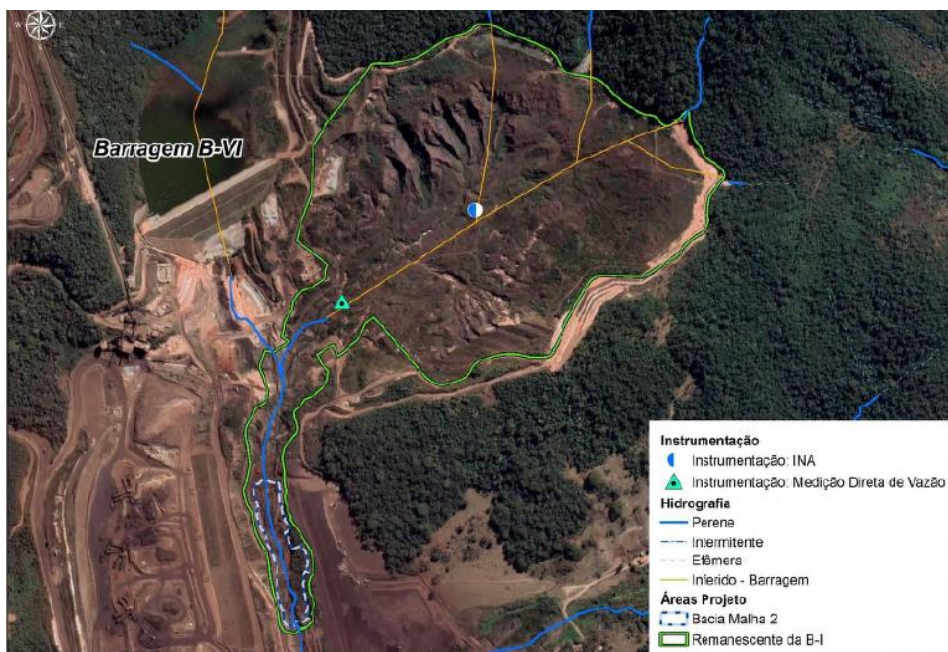 Barragem B-VI
Instrumentação
Instrumentação: INA
Instrumentação: Medição Direta de Vazão
Hidrografia
Perene
Intermitente
Efêmera
Inferido - Barragem
Áreas Projeto
Bacia Malha 2
Remanescente da B-I